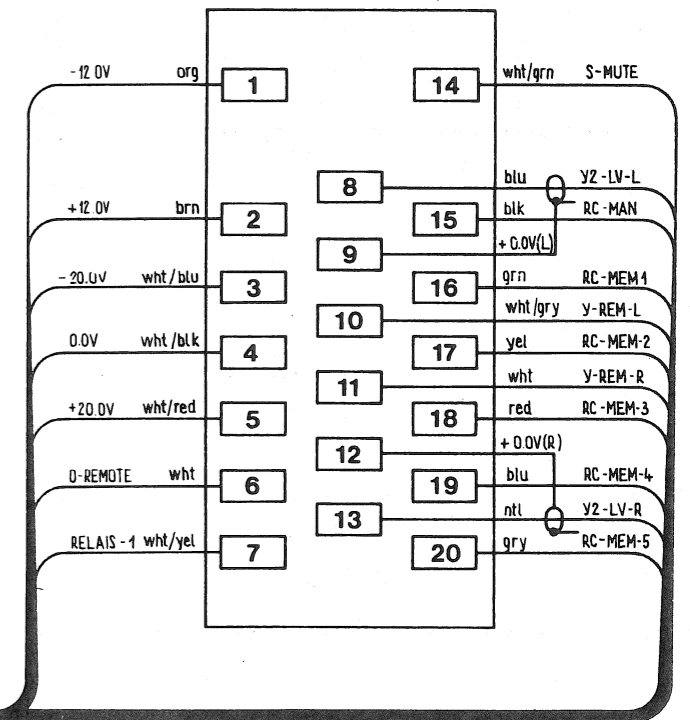 -12.0V org 1 14 wht/grn S-MUTE
8 blu Y2-LV-L
+12.0V brn 2 15 blk RC-MAN
9 +0.0V(L)
-20.0V wht/blu 3 16 grn RC-MEM1
10 wht/gry Y-REM-L
0.0V wht/blk 4 17 yel RC-MEM-2
11 wht Y-REM-R
+20.0V wht/red 5 18 red RC-MEM-3
12 +0.0V(R)
0-REMOTE wht 6 19 blu RC-MEM-4
13 ntl Y2-LV-R
RELAIS-1 wht/yel 7 20 gry RC-MEM-5